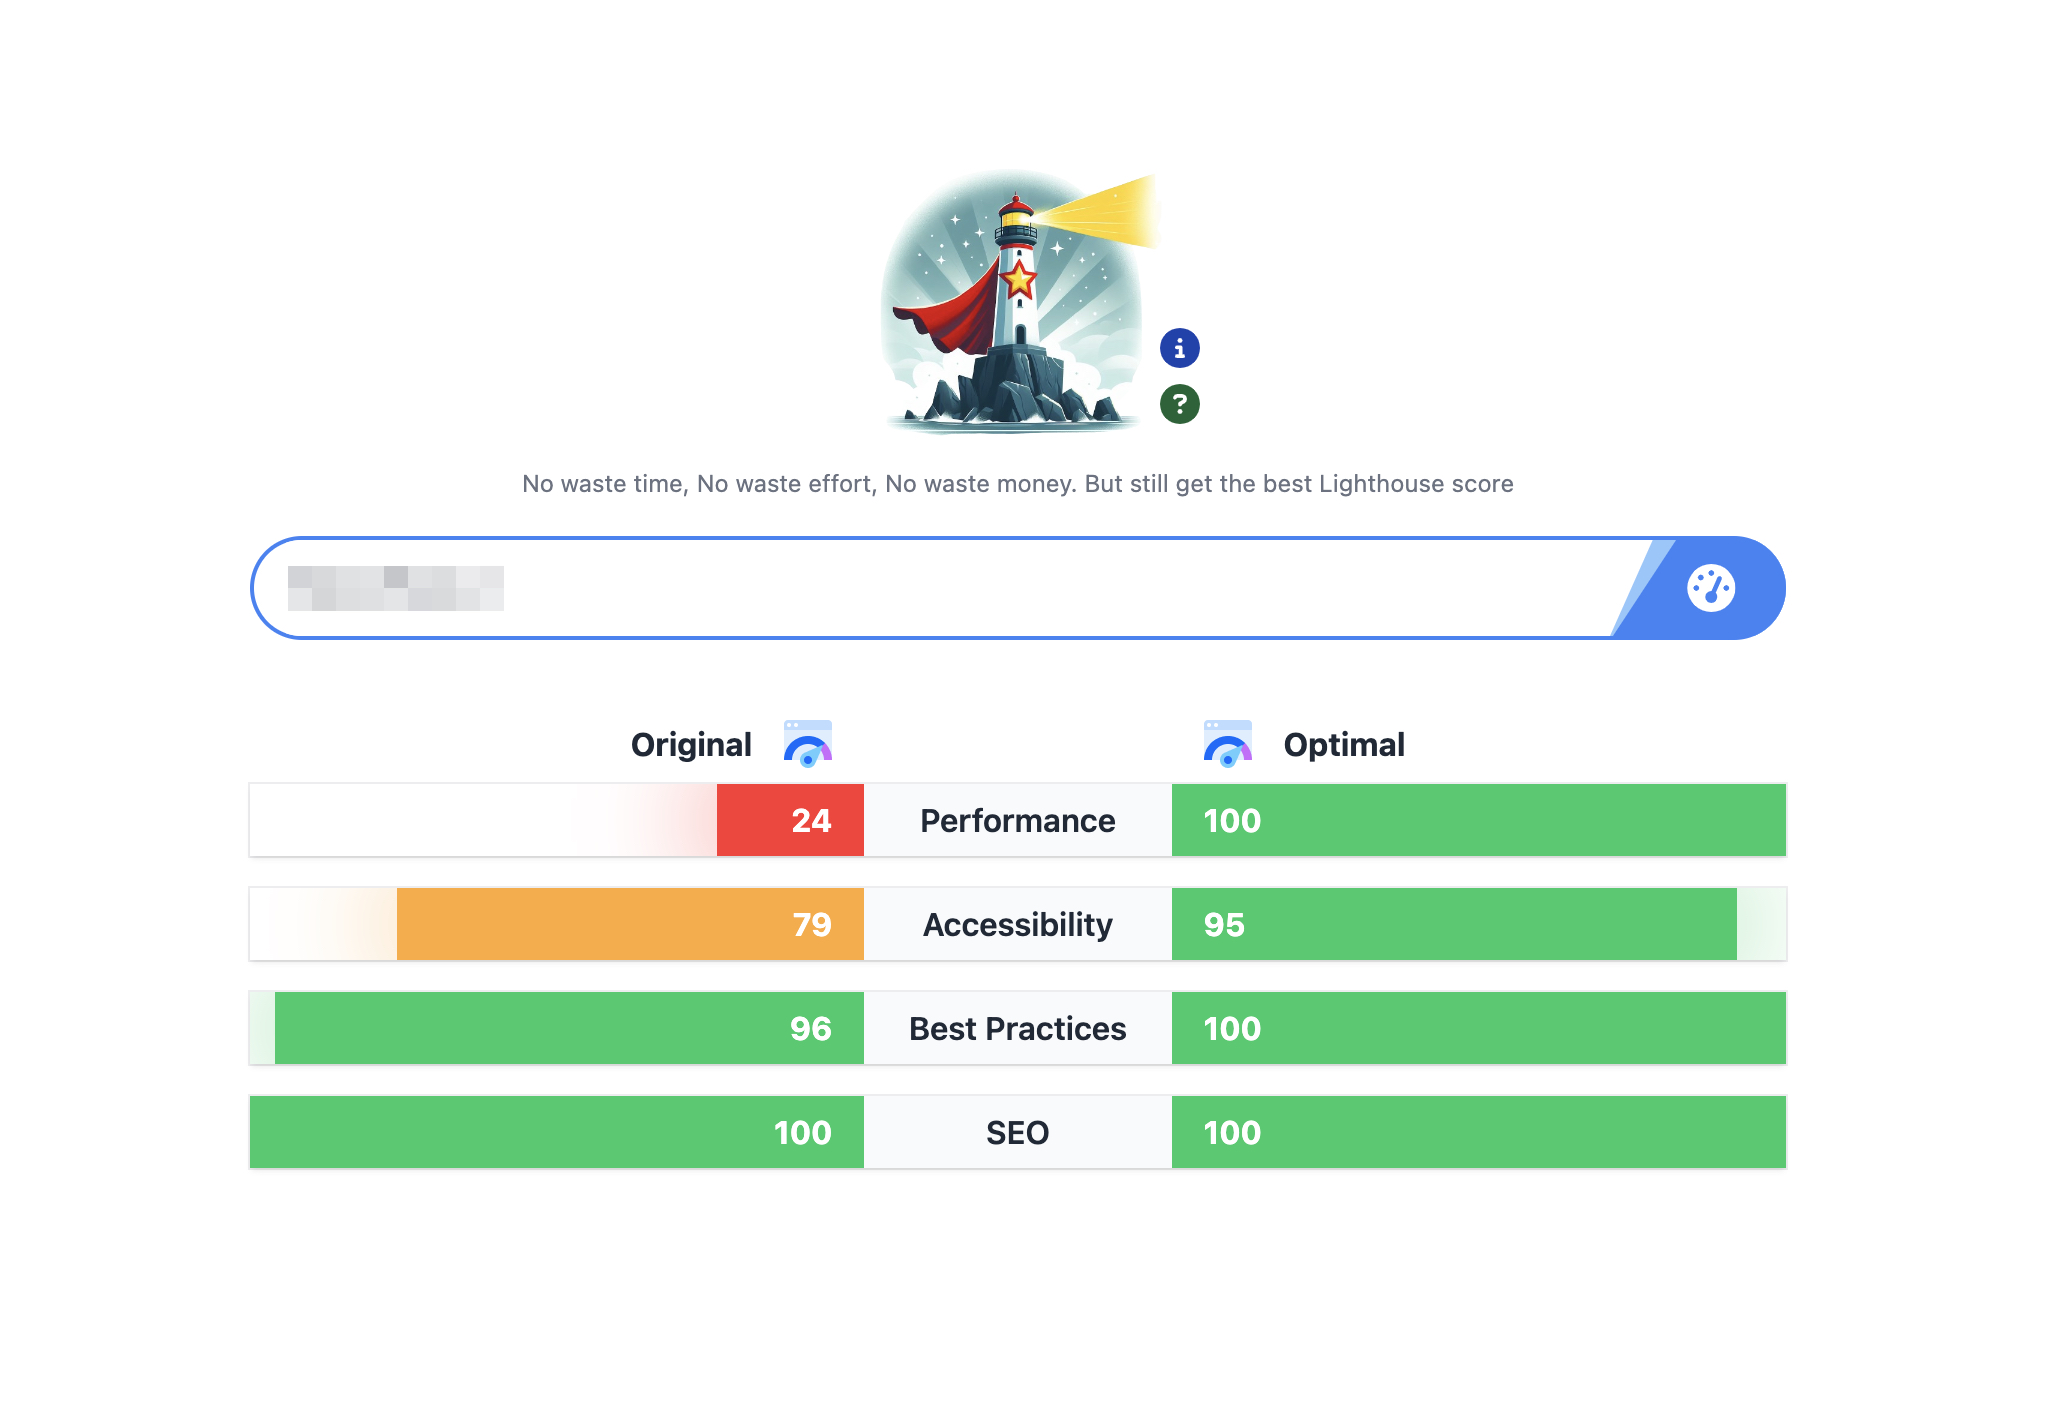 i
?
No waste time, No waste effort, No waste money. But still get the best Lighthouse score
Original
Optimal
24 Performance 100
79 Accessibility 95
96 Best Practices 100
100 SEO 100